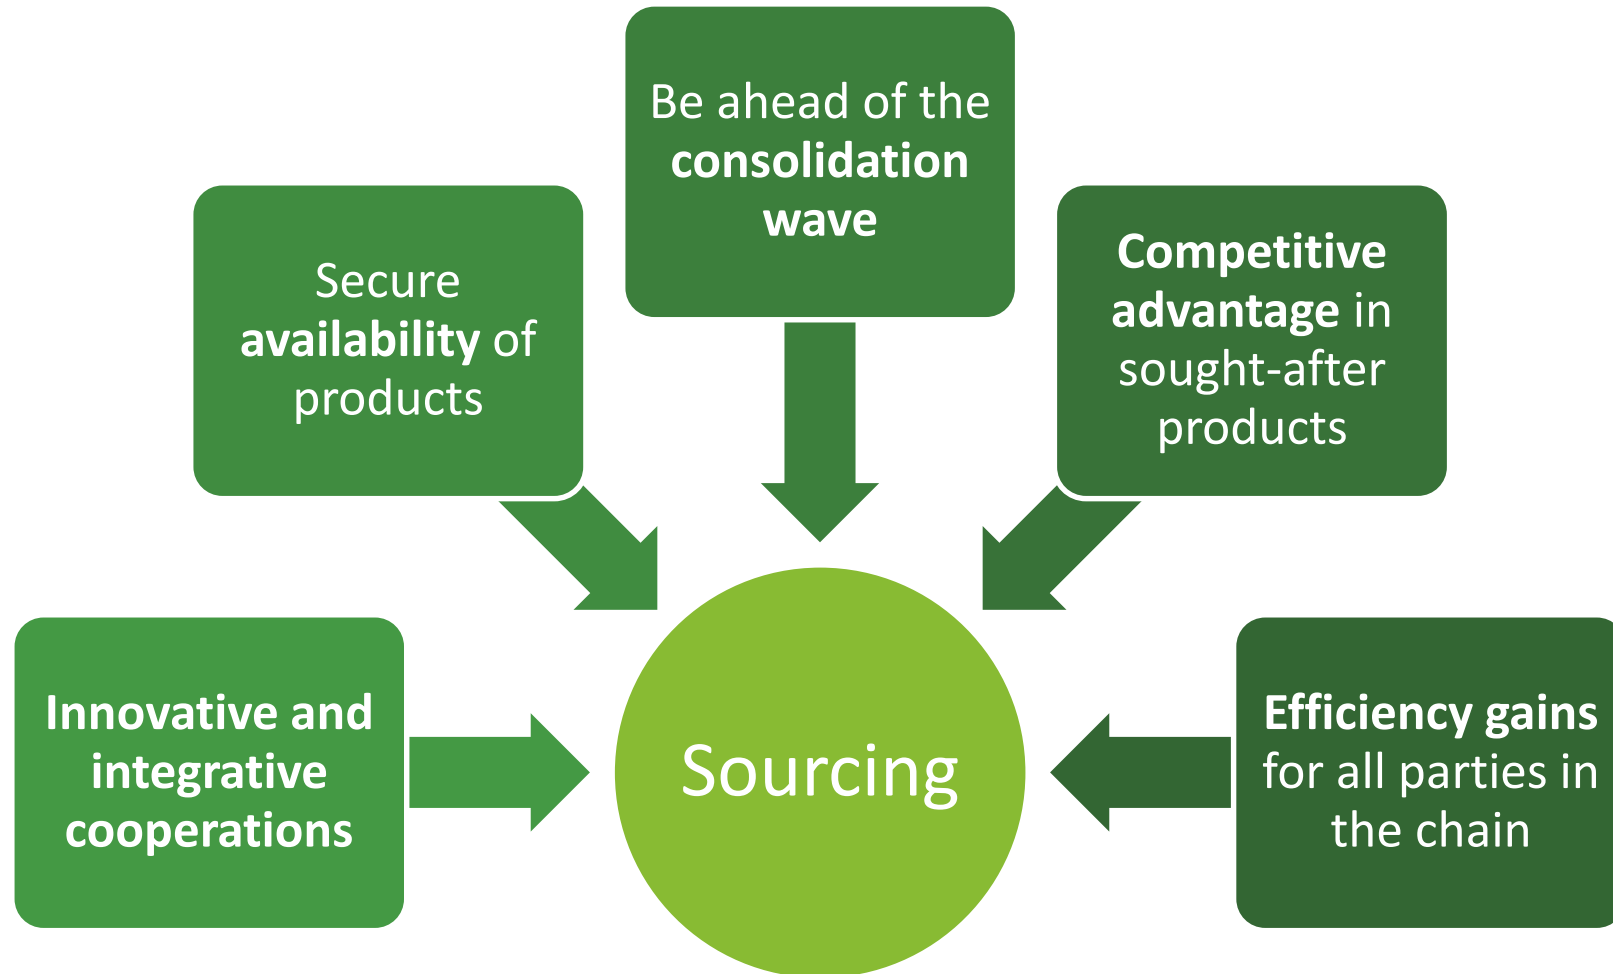 Be ahead of the
consolidation
wave
Secure
availability of
products
Competitive
advantage in
sought-after
products
Innovative and
integrative
cooperations
Sourcing
Efficiency gains
for all parties in
the chain